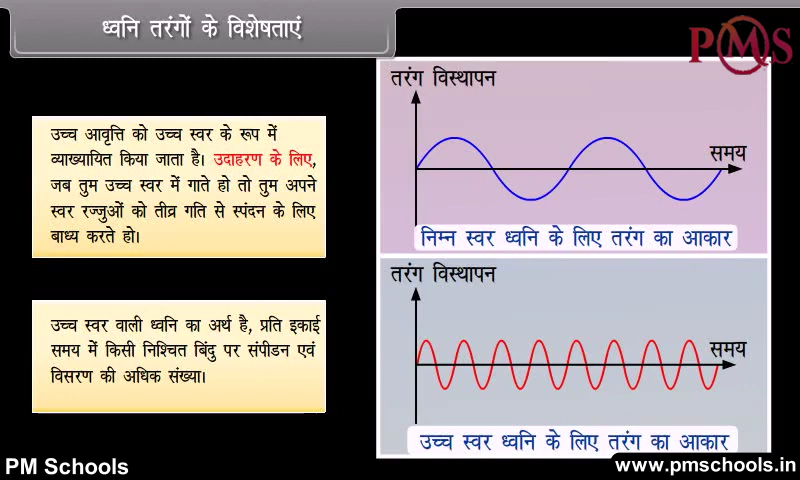 ध्वनि तरंगों के विशेषताएं
PMS
उच्च आवृत्ति को उच्च स्वर के रूप में
व्याख्यायित किया जाता है। उदाहरण के लिए,
जब तुम उच्च स्वर में गाते हो तो तुम अपने
स्वर रज्जुओं को तीव्र गति से स्पंदन के लिए
बाध्य करते हो।
उच्च स्वर वाली ध्वनि का अर्थ है, प्रति इकाई
समय में किसी निश्चित बिंदु पर संपीडन एवं
विसरण की अधिक संख्या।
तरंग विस्थापन
समय
निम्न स्वर ध्वनि के लिए तरंग का आकार
तरंग विस्थापन
समय
उच्च स्वर ध्वनि के लिए तरंग का आकार
PM Schools
www.pmschools.in